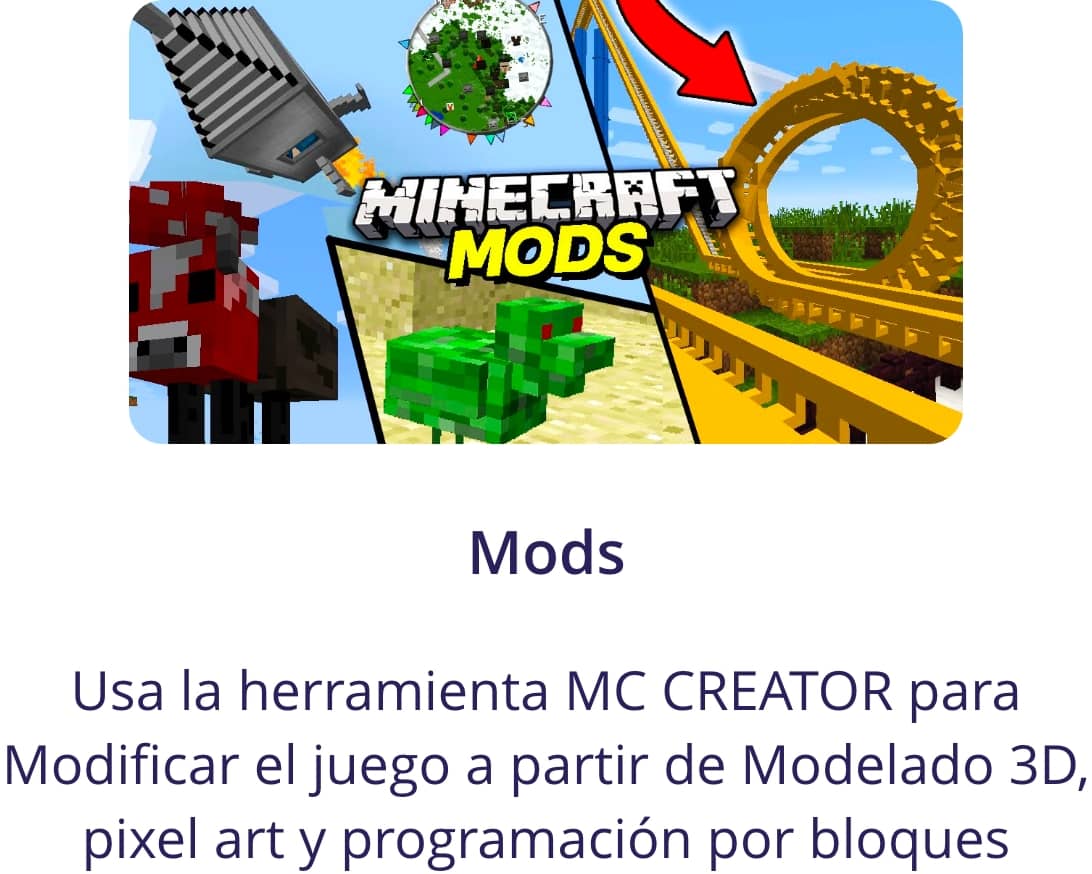 MINECRAFT
MODS
Mods
Usa la herramienta MC CREATOR para
Modificar el juego a partir de Modelado 3D,
pixel art y programación por bloques